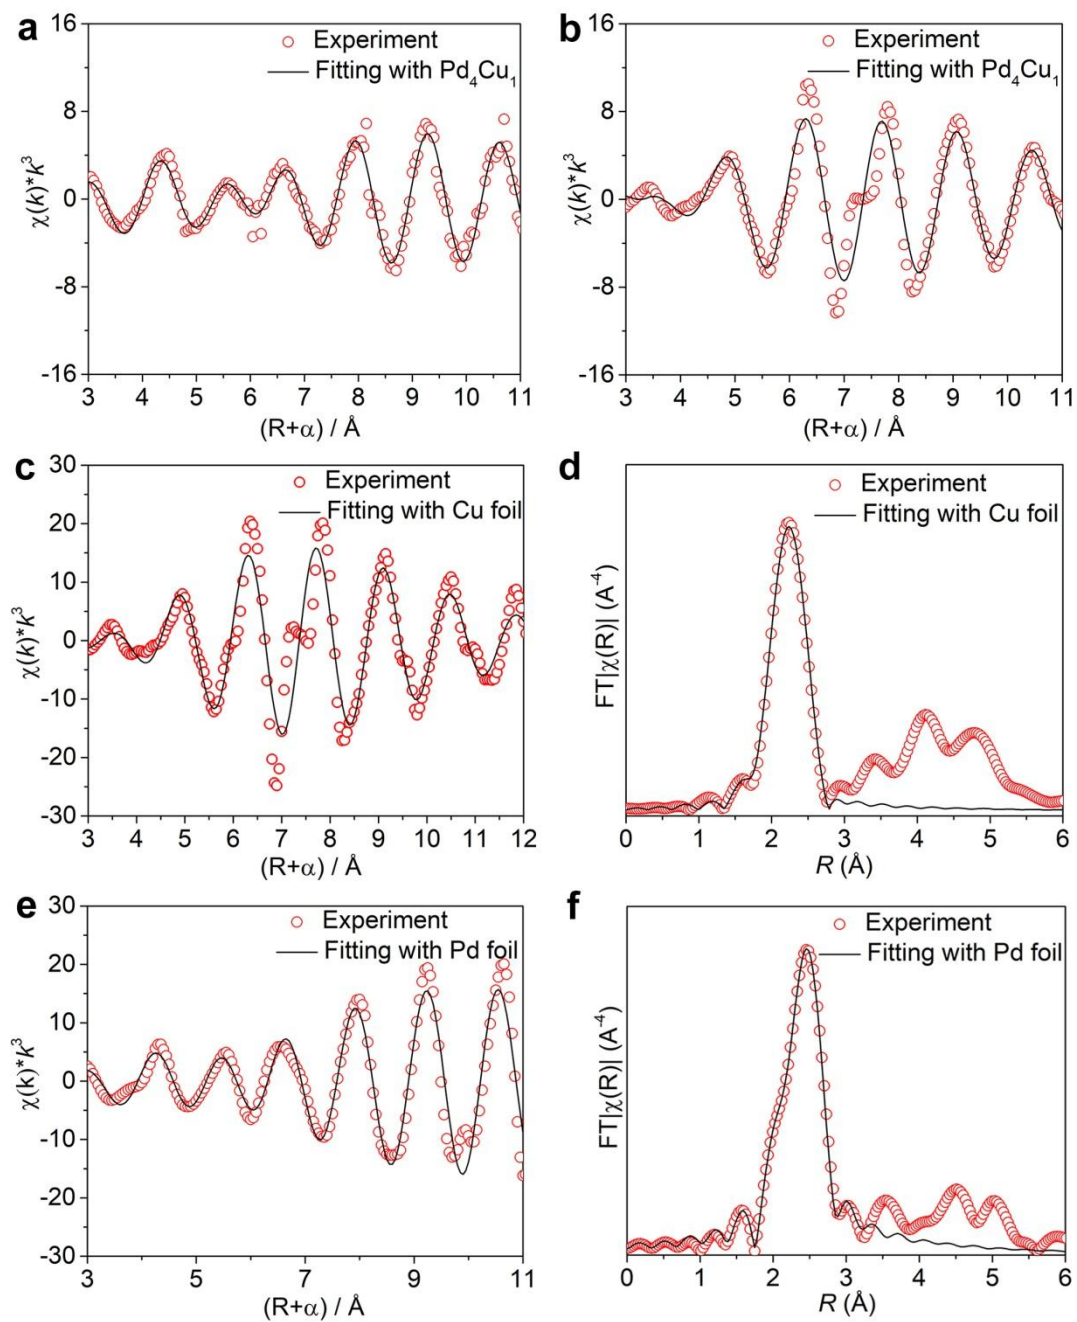 a
16
8
0
-8
-16
χ(k)*k³
Experiment
Fitting with Pd₄Cu₁
3 4 5 6 7 8 9 10 11
(R+α) / Å
b
16
8
0
-8
-16
χ(k)*k³
Experiment
Fitting with Pd₄Cu₁
3 4 5 6 7 8 9 10 11
(R+α) / Å
c
30
20
10
0
-10
-20
-30
χ(k)*k³
Experiment
Fitting with Cu foil
3 4 5 6 7 8 9 10 11 12
(R+α) / Å
d
FT|χ(R)| (A⁻⁴)
Experiment
Fitting with Cu foil
0 1 2 3 4 5 6
R (Å)
e
30
20
10
0
-10
-20
-30
χ(k)*k³
Experiment
Fitting with Pd foil
3 4 5 6 7 8 9 10 11
(R+α) / Å
f
FT|χ(R)| (A⁻⁴)
Experiment
Fitting with Pd foil
0 1 2 3 4 5 6
R (Å)